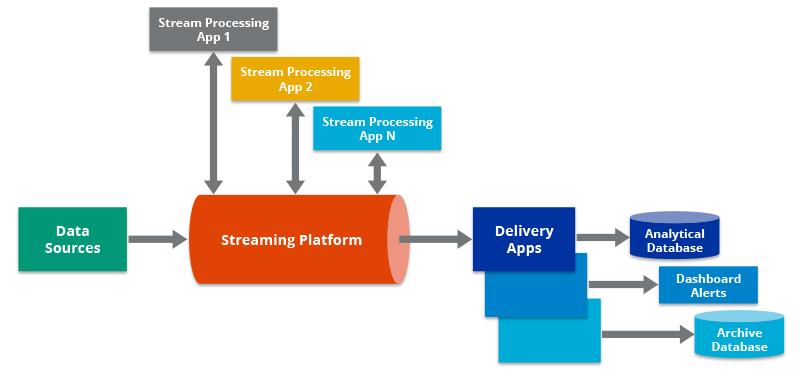 Stream Processing
App 1
Stream Processing
App 2
Stream Processing
App N
Data
Sources
Streaming Platform
Delivery
Apps
Analytical
Database
Dashboard
Alerts
Archive
Database